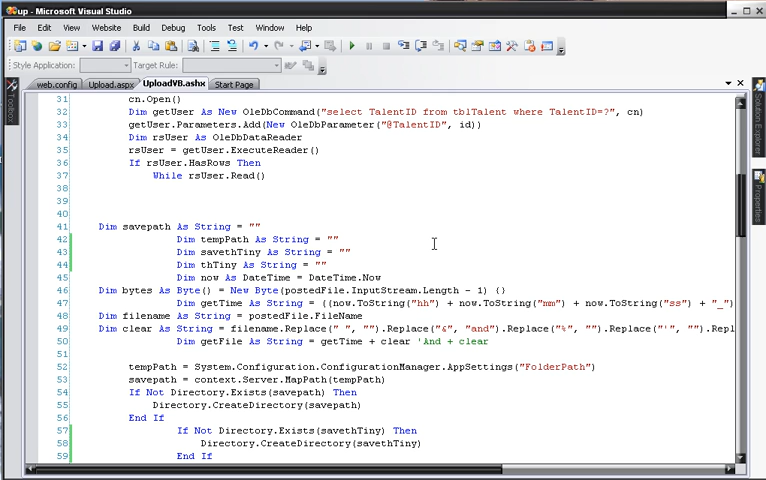 up - Microsoft Visual Studio
File Edit View Website Build Debug Tools Test Window Help
Style Application: Target Rule:
web.config Upload.aspx UploadVB.ashx Start Page
Toolbox
Solution Explorer
Properties
31 cn.Open()
32 Dim getUser As New OleDbCommand("select TalentID from tblTalent where TalentID=?", cn)
33 getUser.Parameters.Add(New OleDbParameter("@TalentID", id))
34 Dim rsUser As OleDbDataReader
35 rsUser = getUser.ExecuteReader()
36 If rsUser.HasRows Then
37 While rsUser.Read()
38
39
40
41 Dim savepath As String = ""
42 Dim tempPath As String = ""
43 Dim savethTiny As String = ""
44 Dim thTiny As String = ""
45 Dim now As DateTime = DateTime.Now
46 Dim bytes As Byte() = New Byte(postedFile.InputStream.Length - 1) {}
47 Dim getTime As String = ((now.ToString("hh") + now.ToString("mm") + now.ToString("ss") + "_")
48 Dim filename As String = postedFile.FileName
49 Dim clear As String = filename.Replace(" ", "").Replace("&", "and").Replace("%", "").Replace("'", "").Repl
50 Dim getFile As String = getTime + clear 'And + clear
51
52 tempPath = System.Configuration.ConfigurationManager.AppSettings("FolderPath")
53 savepath = context.Server.MapPath(tempPath)
54 If Not Directory.Exists(savepath) Then
55 Directory.CreateDirectory(savepath)
56 End If
57 If Not Directory.Exists(savethTiny) Then
58 Directory.CreateDirectory(savethTiny)
59 End If